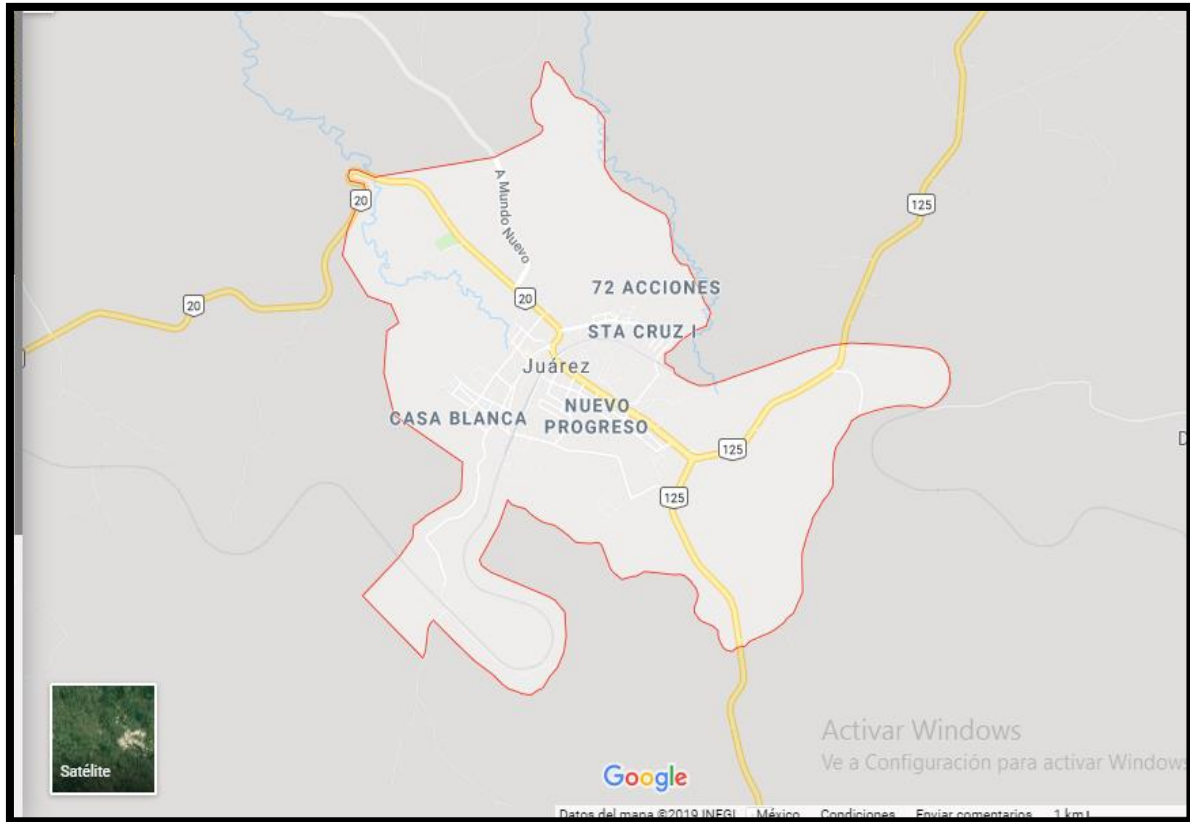 20
A Mundo Nuevo
125
20
20
72 ACCIONES
STA CRUZ I
Juárez
NUEVO
PROGRESO
CASA BLANCA
125
125
Satélite
Google
Activar Windows
Ve a Configuración para activar Windows
Datos del mapa ©2019 INEGI México Condiciones Enviar comentarios 1 km